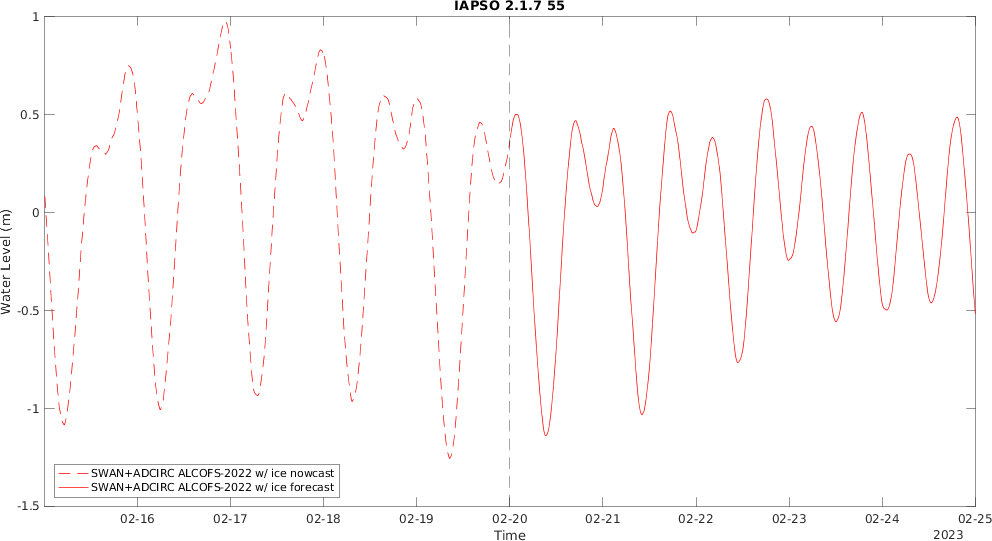 IAPSO 2.1.7 55
1
0.5
0
-0.5
-1
-1.5
Water Level (m)
SWAN+ADCIRC ALCOFS-2022 w/ ice nowcast
SWAN+ADCIRC ALCOFS-2022 w/ ice forecast
02-16 02-17 02-18 02-19 02-20 02-21 02-22 02-23 02-24 02-25
Time
2023